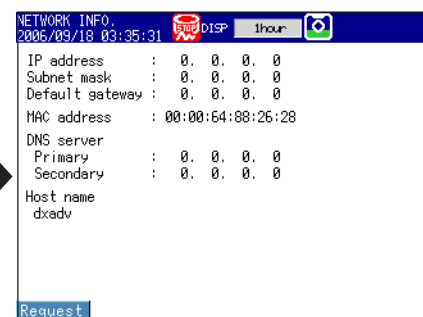 NETWORK INFO.
2006/09/18 03:35:31 STOP DISP 1hour
IP address : 0. 0. 0. 0
Subnet mask : 0. 0. 0. 0
Default gateway : 0. 0. 0. 0
MAC address : 00:00:64:88:26:28
DNS server
Primary : 0. 0. 0. 0
Secondary : 0. 0. 0. 0
Host name
dxadv
Request